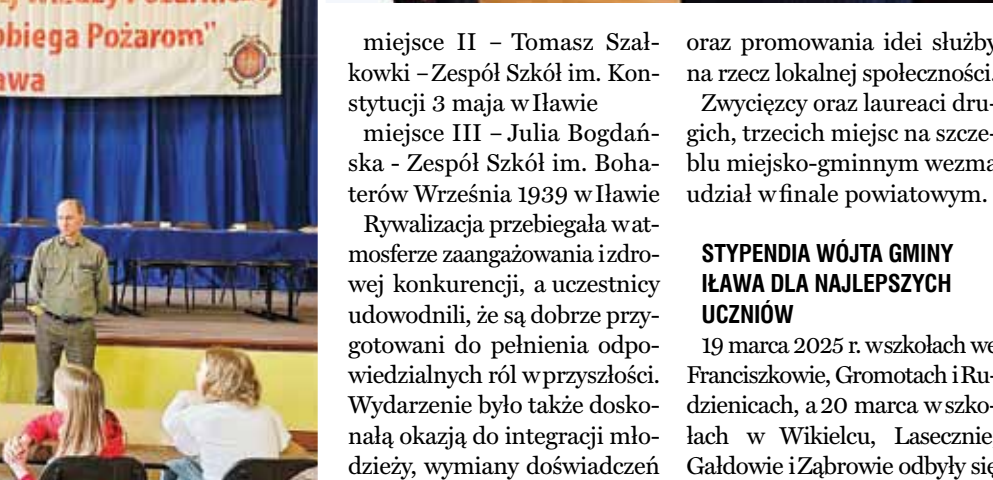 obiega Pożarom"
ława
miejsce II – Tomasz Szał-
kowki – Zespół Szkół im. Kon-
stytucji 3 maja w Iławie
miejsce III – Julia Bogdań-
ska - Zespół Szkół im. Boha-
terów Września 1939 w Iławie
Rywalizacja przebiegała w at-
mosferze zaangażowania i zdro-
wej konkurencji, a uczestnicy
udowodnili, że są dobrze przy-
gotowani do pełnienia odpo-
wiedzialnych ról w przyszłości.
Wydarzenie było także dosko-
nałą okazją do integracji mło-
dzieży, wymiany doświadczeń
oraz promowania idei służby
na rzecz lokalnej społeczności.
Zwycięzcy oraz laureaci dru-
gich, trzecich miejsc na szcze-
blu miejsko-gminnym wezmą
udział w finale powiatowym.
STYPENDIA WÓJTA GMINY
IŁAWA DLA NAJLEPSZYCH
UCZNIÓW
19 marca 2025 r. w szkołach we
Franciszkowie, Gromotach i Ru-
dzienicach, a 20 marca w szko-
łach w Wikielcu, Lasecznie,
Gałdowie i Ząbrowie odbyły się